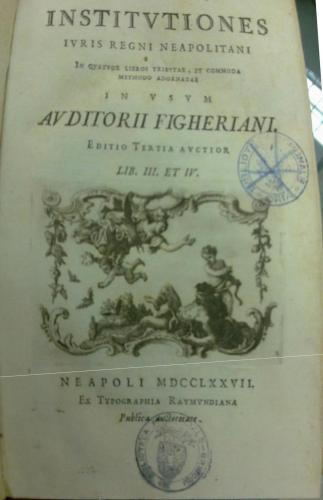 INSTITVTIONES
IVRIS REGNI NEAPOLITANI
IN QVATVOR LIBROS TRIBVTAE, ET COMMODA
METHODO ADORNATAE
IN VSVM
AVDITORII FIGHERIANI.
EDITIO TERTIA AVCTIOR
LIB. III. ET IV.
NEAPOLI MDCCLXXVII.
EX TYPOGRAPHIA RAYMVNDIANA
Publica auctoritate.